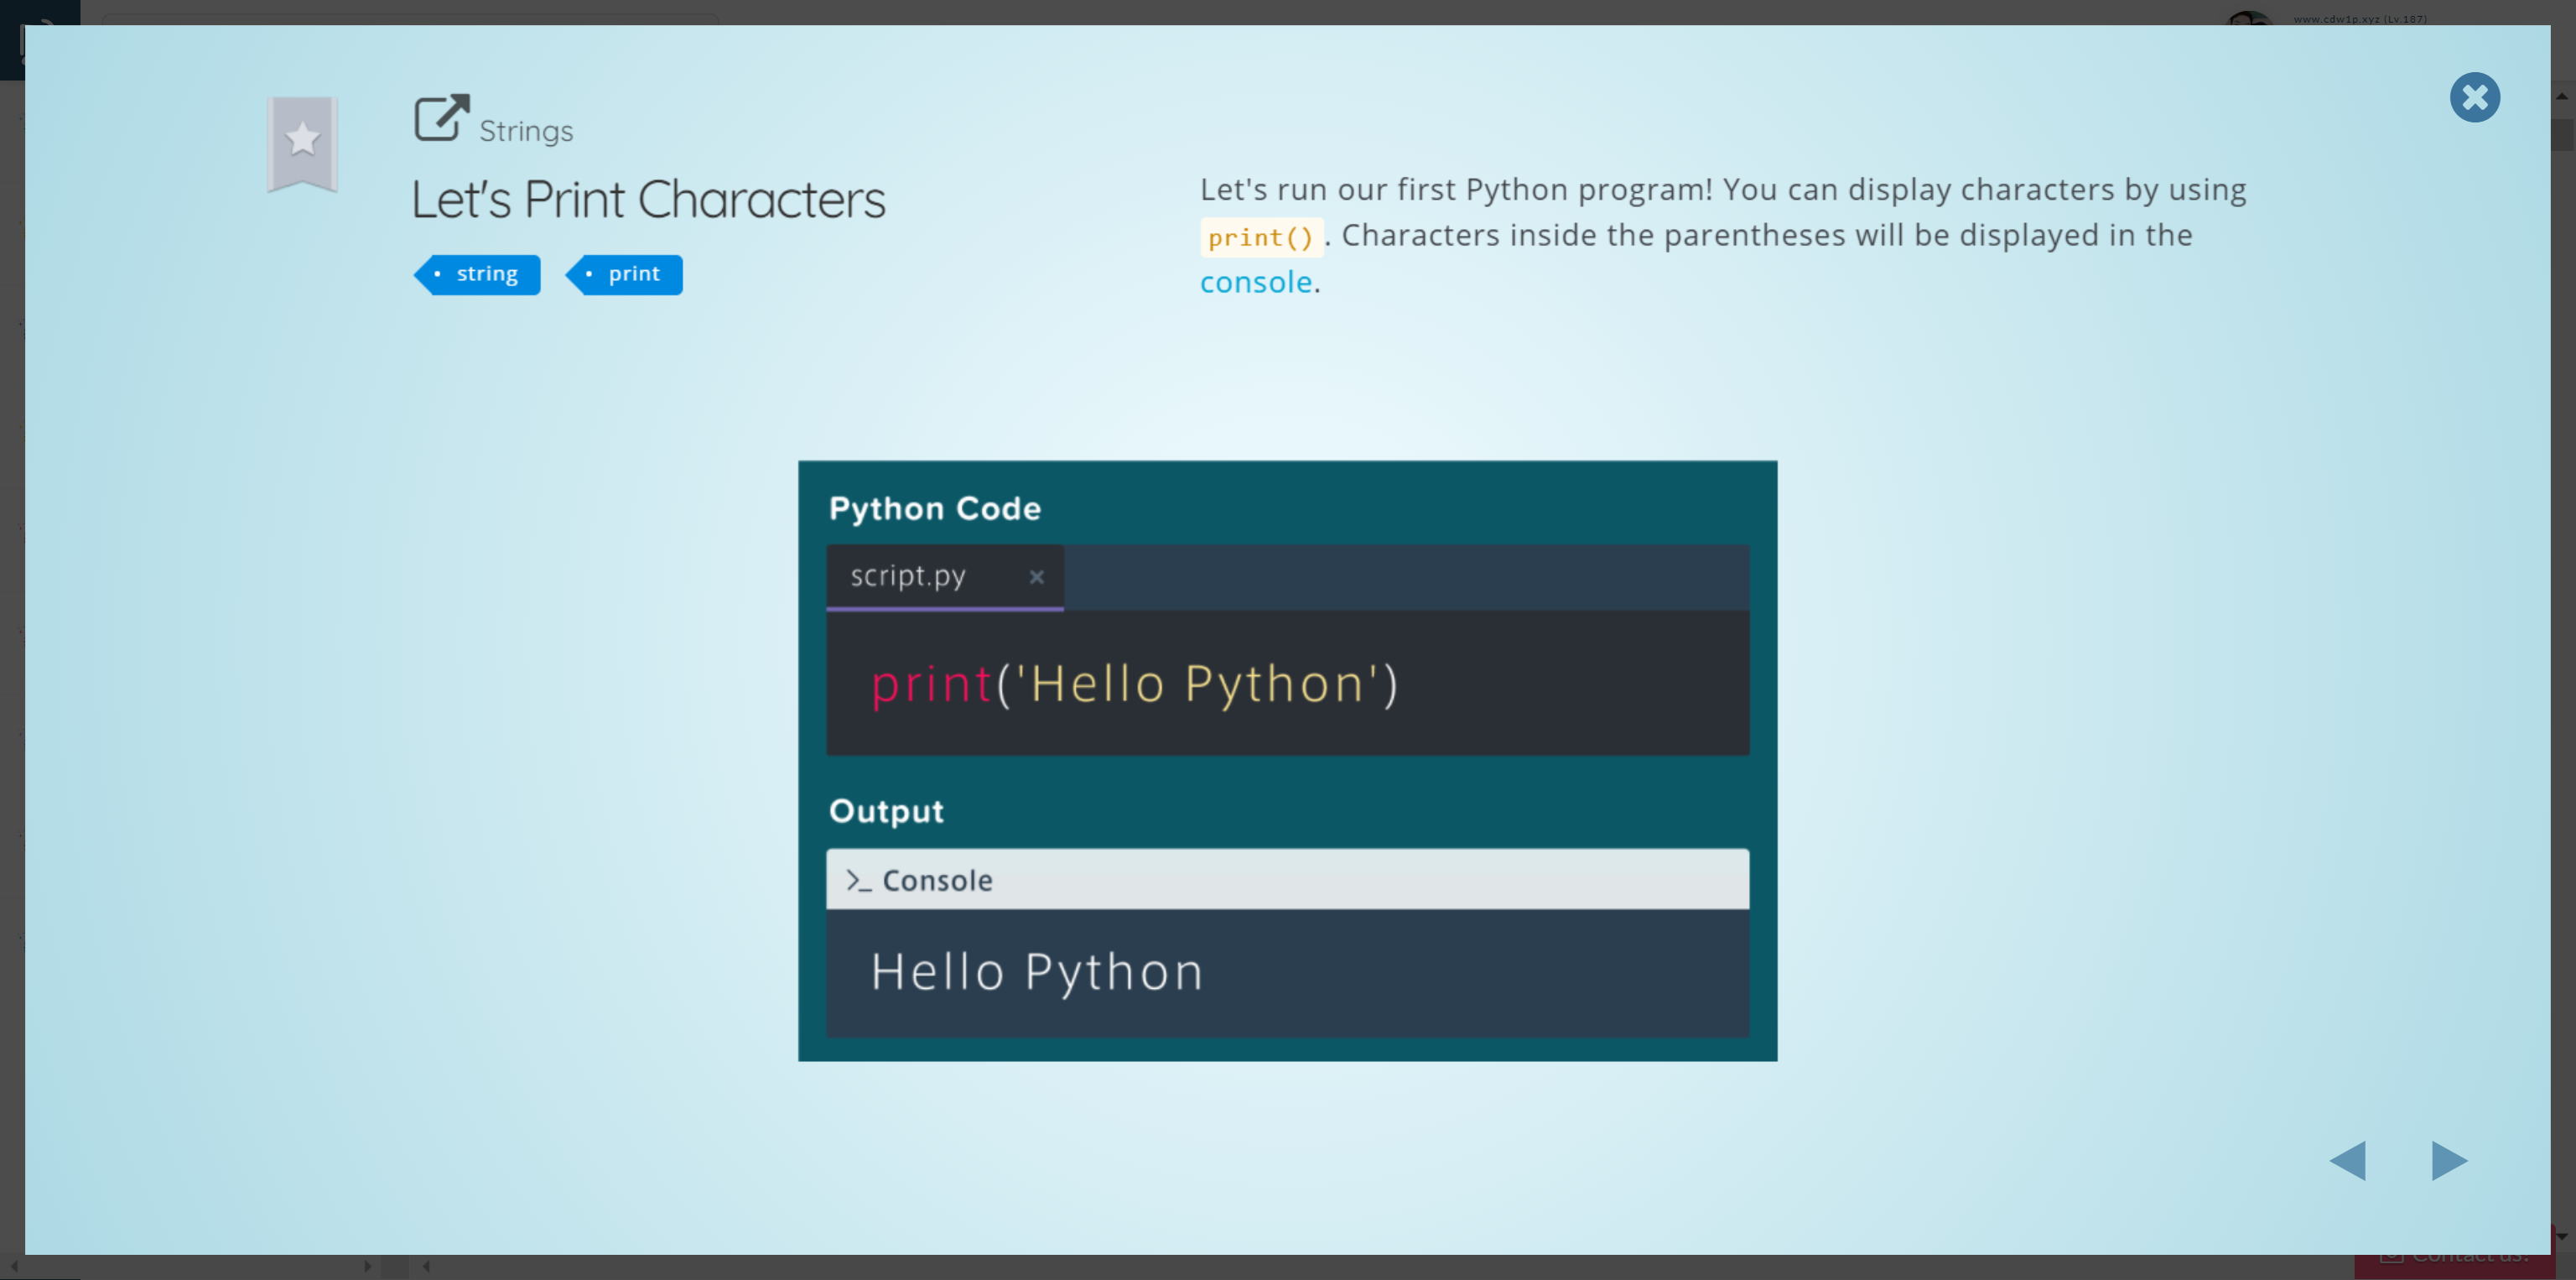 www.cdw1p.xyz (Lv.187)
Strings
Let's Print Characters
string
print
Let's run our first Python program! You can display characters by using
print(). Characters inside the parentheses will be displayed in the
console.
Python Code
script.py ×
print('Hello Python')
Output
>_ Console
Hello Python
Contact us!